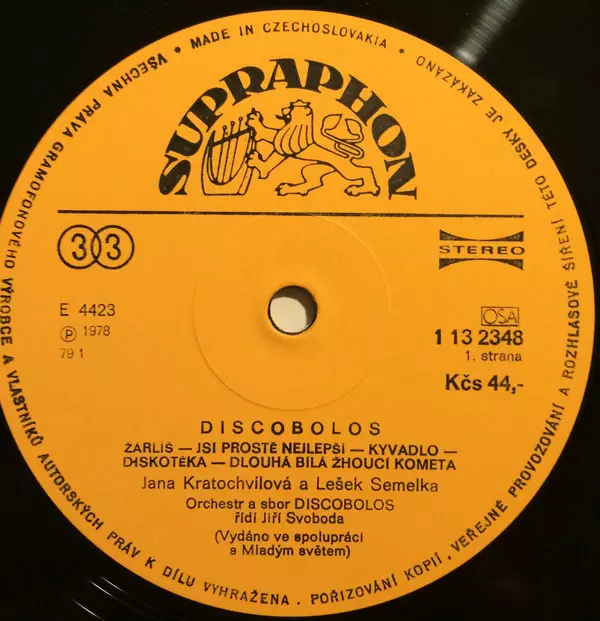 VŠECHNA PRÁVA GRAMOFONOVÉHO VÝROBCE A VLASTNÍKŮ AUTORSKÝCH PRÁV K DÍLU VYHRAŽENA. POŘIZOVÁNÍ KOPIÍ, VEŘEJNÉ PROVOZOVÁNÍ A ROZHLASOVÉ ŠÍŘENÍ TÉTO DESKY JE ZAKÁZÁNO • MADE IN CZECHOSLOVAKIA •
SUPRAPHON
33
STEREO
E 4423
Ⓟ 1978
79 1
OSA
1 13 2348
1. strana
Kčs 44,-
DISCOBOLOS
ŽÁRLÍŠ — JSI PROSTĚ NEJLEPŠÍ — KYVADLO —
DISKOTÉKA — DLOUHÁ BÍLÁ ŽHOUCÍ KOMETA
Jana Kratochvílová a Lešek Semelka
Orchestr a sbor DISCOBOLOS
řídí Jiří Svoboda
(Vydáno ve spolupráci
s Mladým světem)